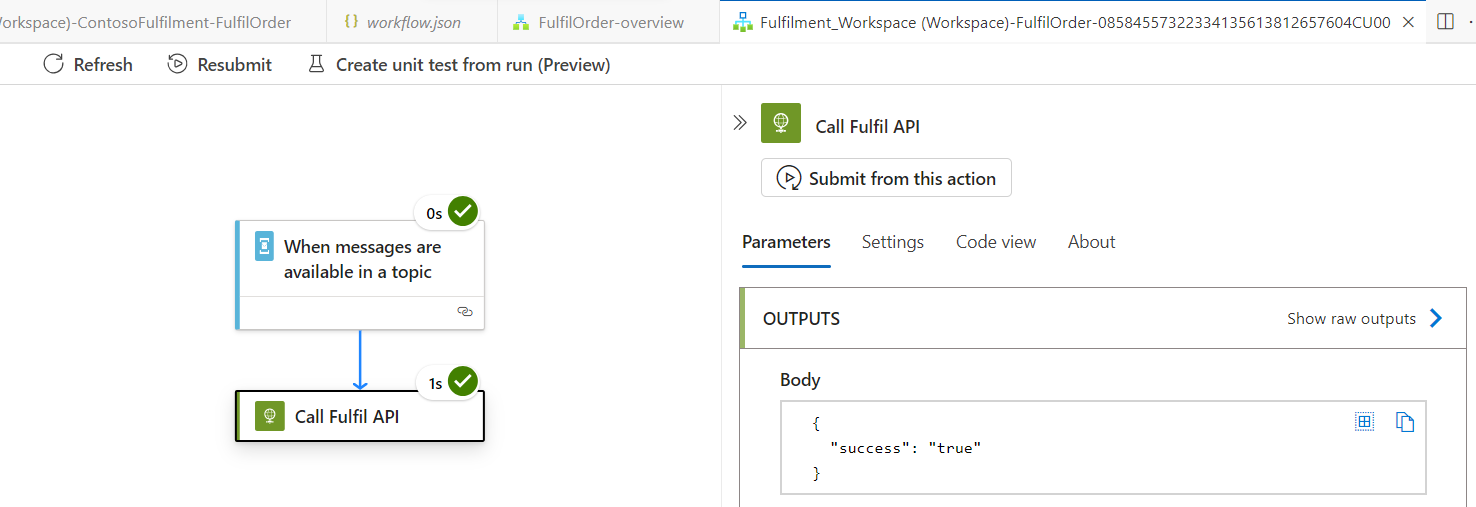 /orkspace)-ContosoFulfilment-FulfilOrder
{} workflow.json
FulfilOrder-overview
Fulfilment_Workspace (Workspace)-FulfilOrder-08584557322334135613812657604CU00
Refresh
Resubmit
Create unit test from run (Preview)
0s
When messages are
available in a topic
1s
Call Fulfil API
Call Fulfil API
Submit from this action
Parameters
Settings
Code view
About
OUTPUTS
Show raw outputs
Body
{
"success": "true"
}